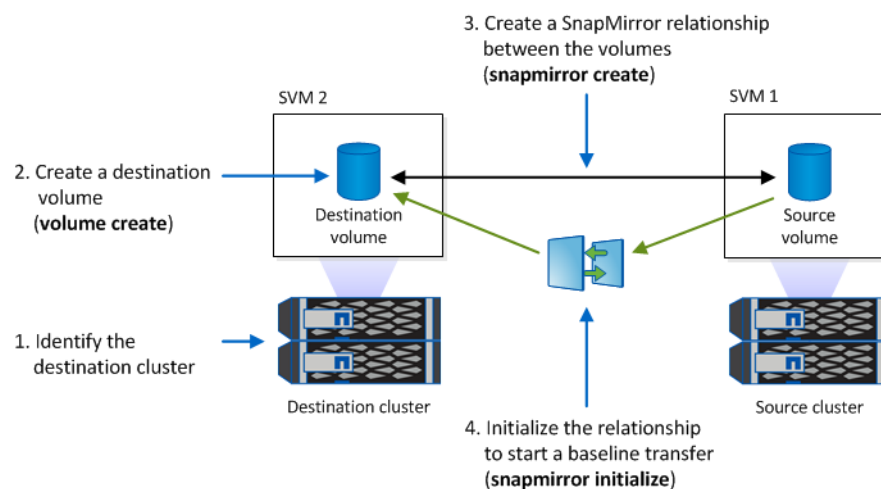 3. Create a SnapMirror relationship
between the volumes
(snapmirror create)
SVM 2
SVM 1
2. Create a destination
volume
(volume create)
Destination
volume
Source
volume
1. Identify the
destination cluster
Destination cluster
Source cluster
4. Initialize the relationship
to start a baseline transfer
(snapmirror initialize)